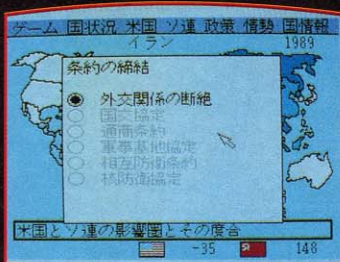 ゲーム 国状況 米国 ソ連 政策 情勢 国情報
イラン 1989
条約の締結
外交関係の断絶
国交協定
通商条約
軍事基地協定
相互防衛条約
核防衛協定
米国とソ連の影響圏とその度合
-35 148